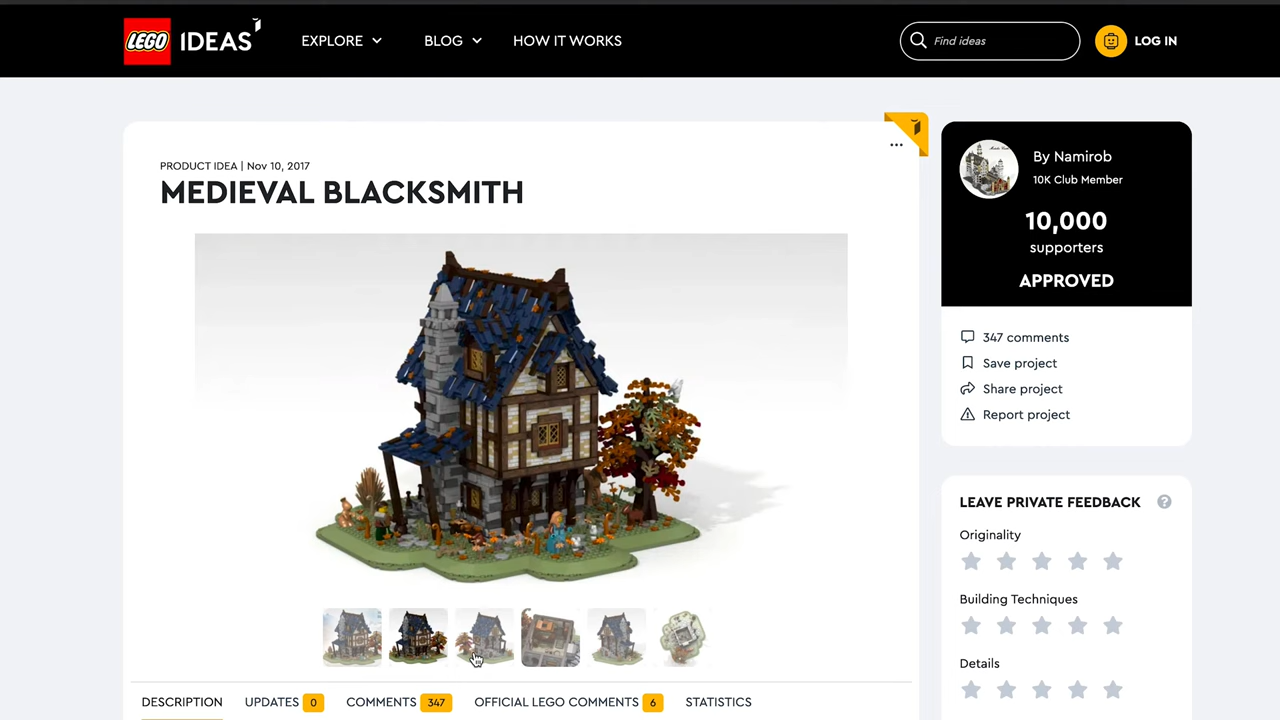 LEGO IDEAS EXPLORE BLOG HOW IT WORKS Find ideas LOG IN
PRODUCT IDEA | Nov 10, 2017
MEDIEVAL BLACKSMITH
By Namirob
10K Club Member
10,000
supporters
APPROVED
347 comments
Save project
Share project
Report project
LEAVE PRIVATE FEEDBACK ?
Originality
Building Techniques
Details
DESCRIPTION UPDATES 0 COMMENTS 347 OFFICIAL LEGO COMMENTS 6 STATISTICS